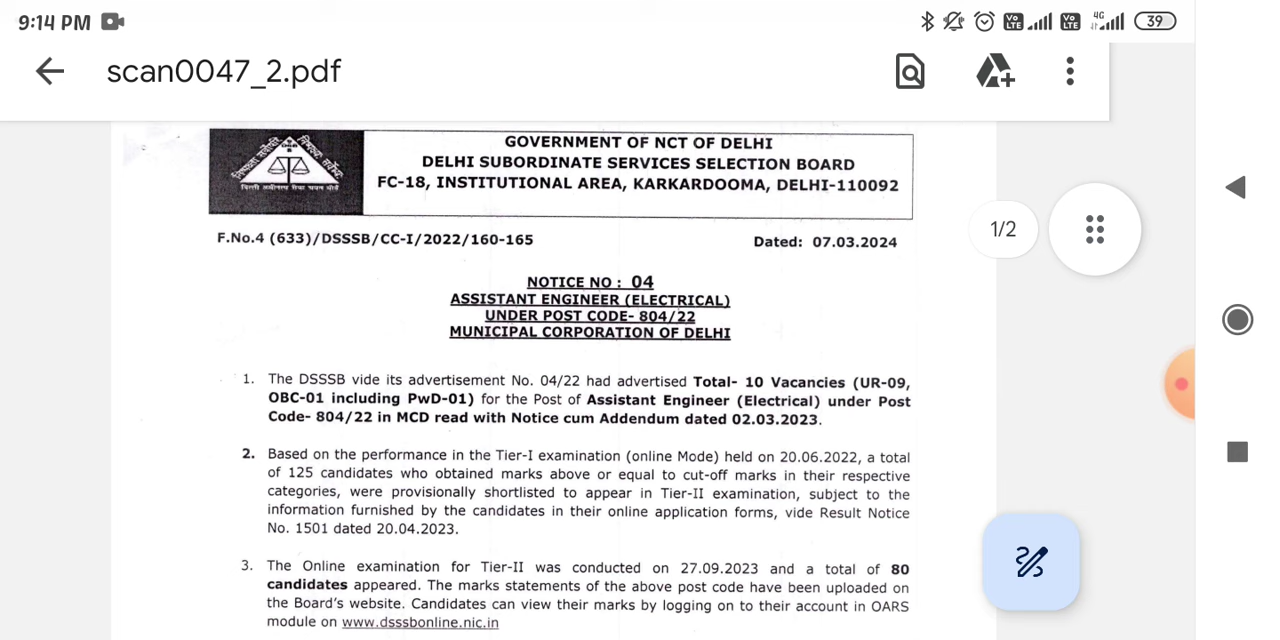 9:14 PM
Vo LTE Vo LTE 4G 39
scan0047_2.pdf
GOVERNMENT OF NCT OF DELHI
DELHI SUBORDINATE SERVICES SELECTION BOARD
FC-18, INSTITUTIONAL AREA, KARKARDOOMA, DELHI-110092
F.No.4 (633)/DSSSB/CC-I/2022/160-165 Dated: 07.03.2024
1/2
NOTICE NO : 04
ASSISTANT ENGINEER (ELECTRICAL)
UNDER POST CODE- 804/22
MUNICIPAL CORPORATION OF DELHI
1. The DSSSB vide its advertisement No. 04/22 had advertised Total- 10 Vacancies (UR-09,
OBC-01 including PwD-01) for the Post of Assistant Engineer (Electrical) under Post
Code- 804/22 in MCD read with Notice cum Addendum dated 02.03.2023.
2. Based on the performance in the Tier-I examination (online Mode) held on 20.06.2022, a total
of 125 candidates who obtained marks above or equal to cut-off marks in their respective
categories, were provisionally shortlisted to appear in Tier-II examination, subject to the
information furnished by the candidates in their online application forms, vide Result Notice
No. 1501 dated 20.04.2023.
3. The Online examination for Tier-II was conducted on 27.09.2023 and a total of 80
candidates appeared. The marks statements of the above post code have been uploaded on
the Board's website. Candidates can view their marks by logging on to their account in OARS
module on www.dsssbonline.nic.in